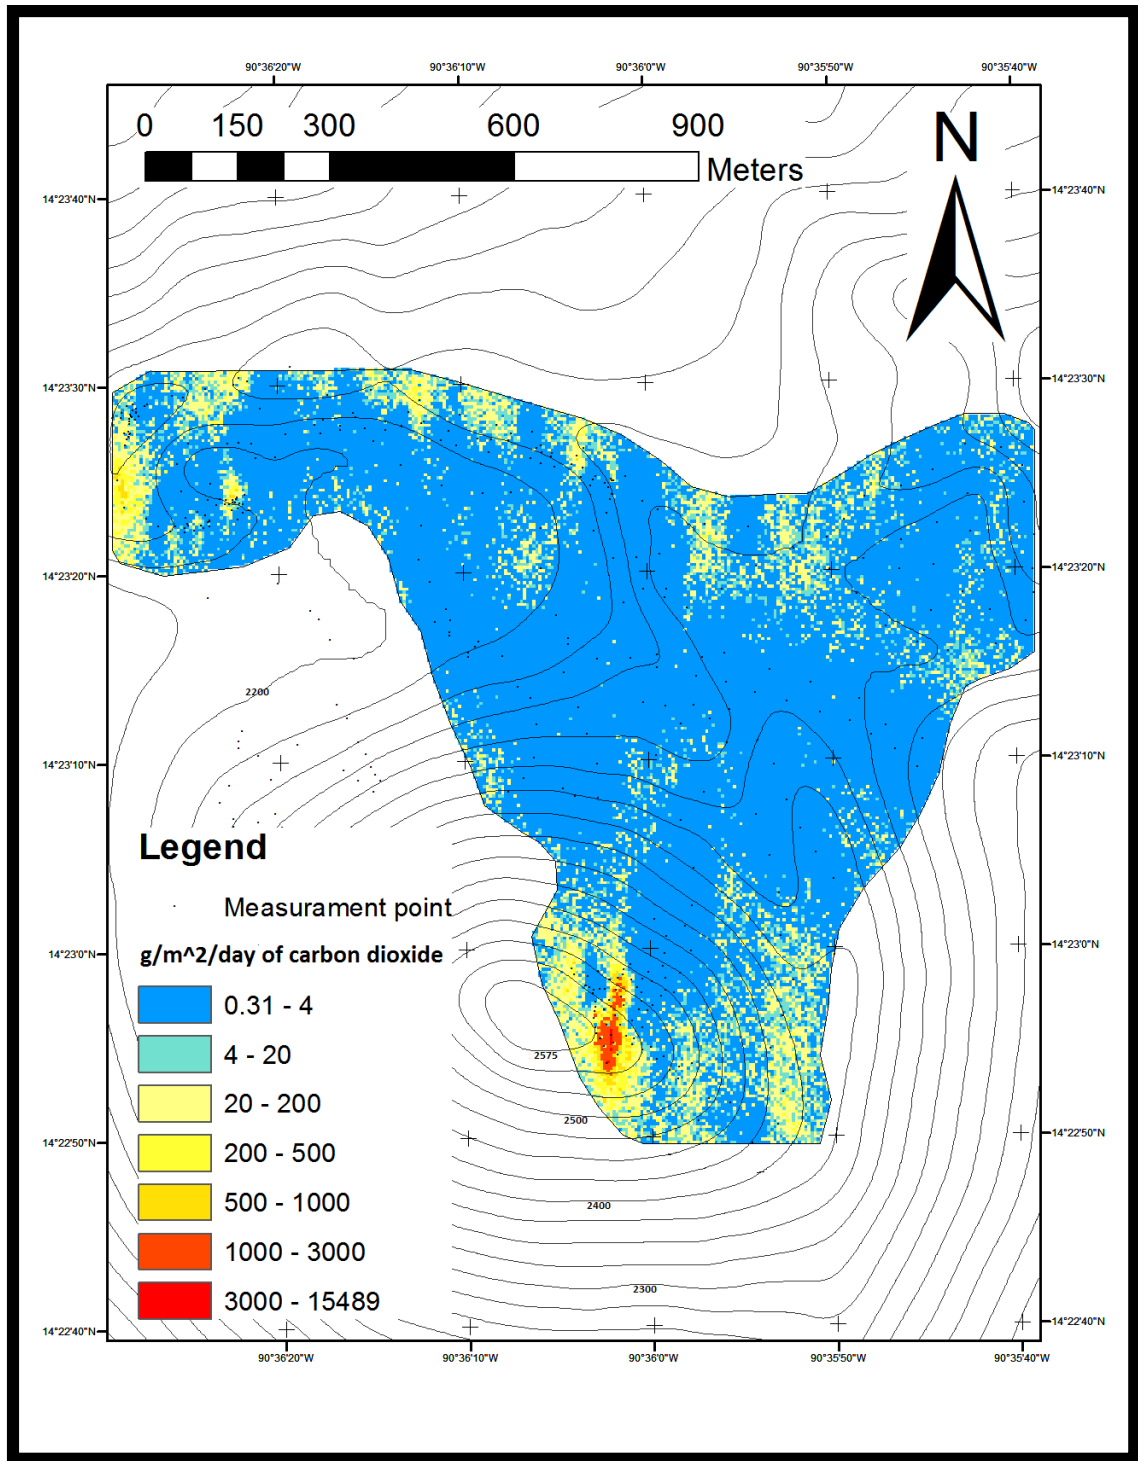 90°36'20"W 90°36'10"W 90°36'0"W 90°35'50"W 90°35'40"W
0 150 300 600 900
Meters
N
14°23'40"N 14°23'40"N
14°23'30"N 14°23'30"N
14°23'20"N 14°23'20"N
2200
14°23'10"N 14°23'10"N
Legend
Measurament point
g/m^2/day of carbon dioxide
14°23'0"N 14°23'0"N
0.31 - 4
4 - 20
20 - 200
200 - 500
500 - 1000
1000 - 3000
3000 - 15489
2575
2500
14°22'50"N 14°22'50"N
2400
2300
14°22'40"N 14°22'40"N
90°36'20"W 90°36'10"W 90°36'0"W 90°35'50"W 90°35'40"W